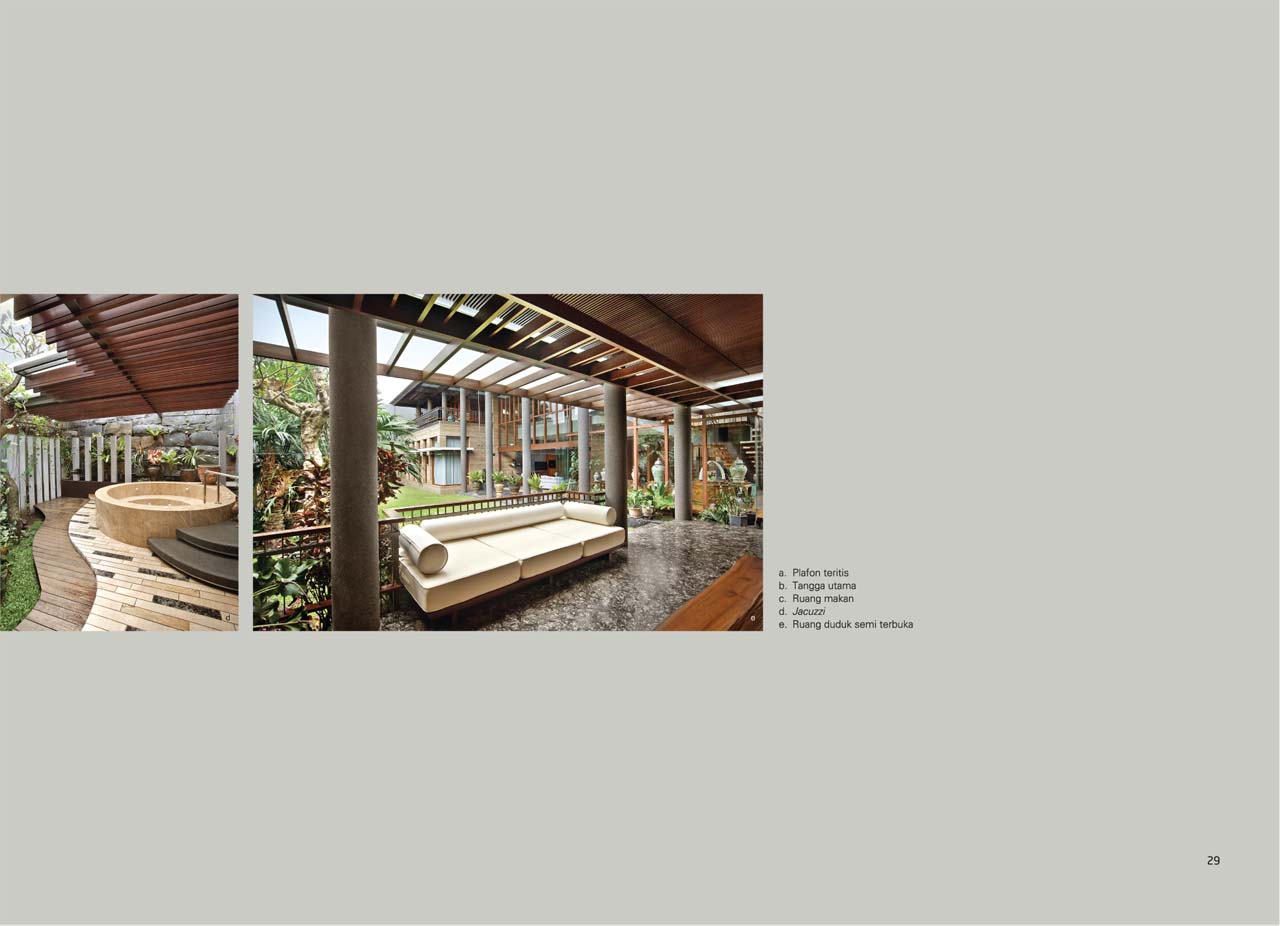 d
e
a. Plafon teritis
b. Tangga utama
c. Ruang makan
d. Jacuzzi
e. Ruang duduk semi terbuka
29